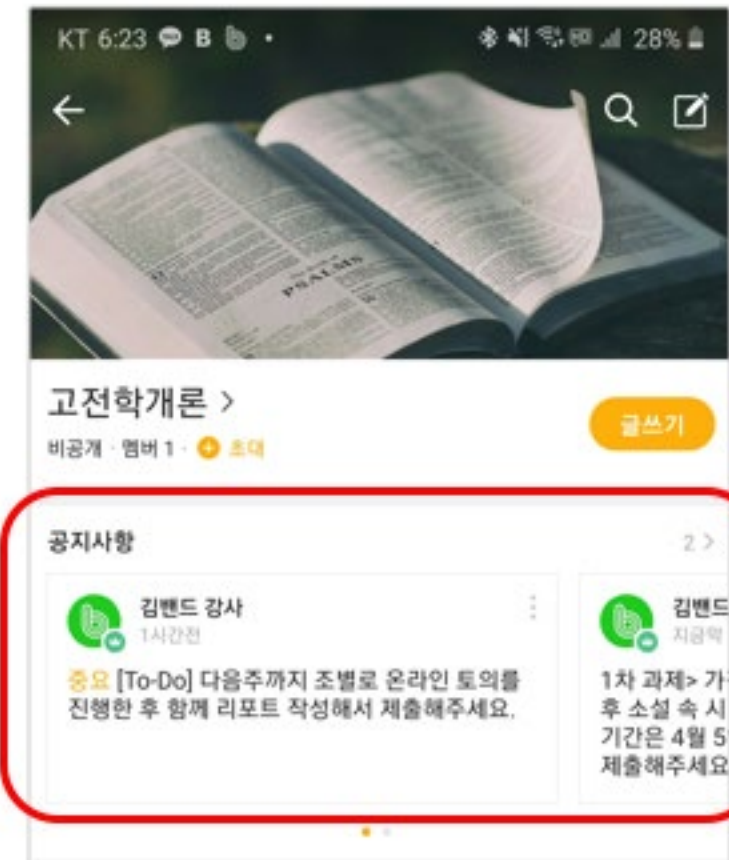 KT 6:23 B
28%
PSALMS
고전학개론 >
글쓰기
비공개 · 멤버 1 · 초대
공지사항
2 >
김밴드 강사
1시간전
중요 [To-Do] 다음주까지 조별로 온라인 토의를
진행한 후 함께 리포트 작성해서 제출해주세요.
김밴드
지금막
1차 과제>
후 소설 속 시
기간은 4월
제출해주세요